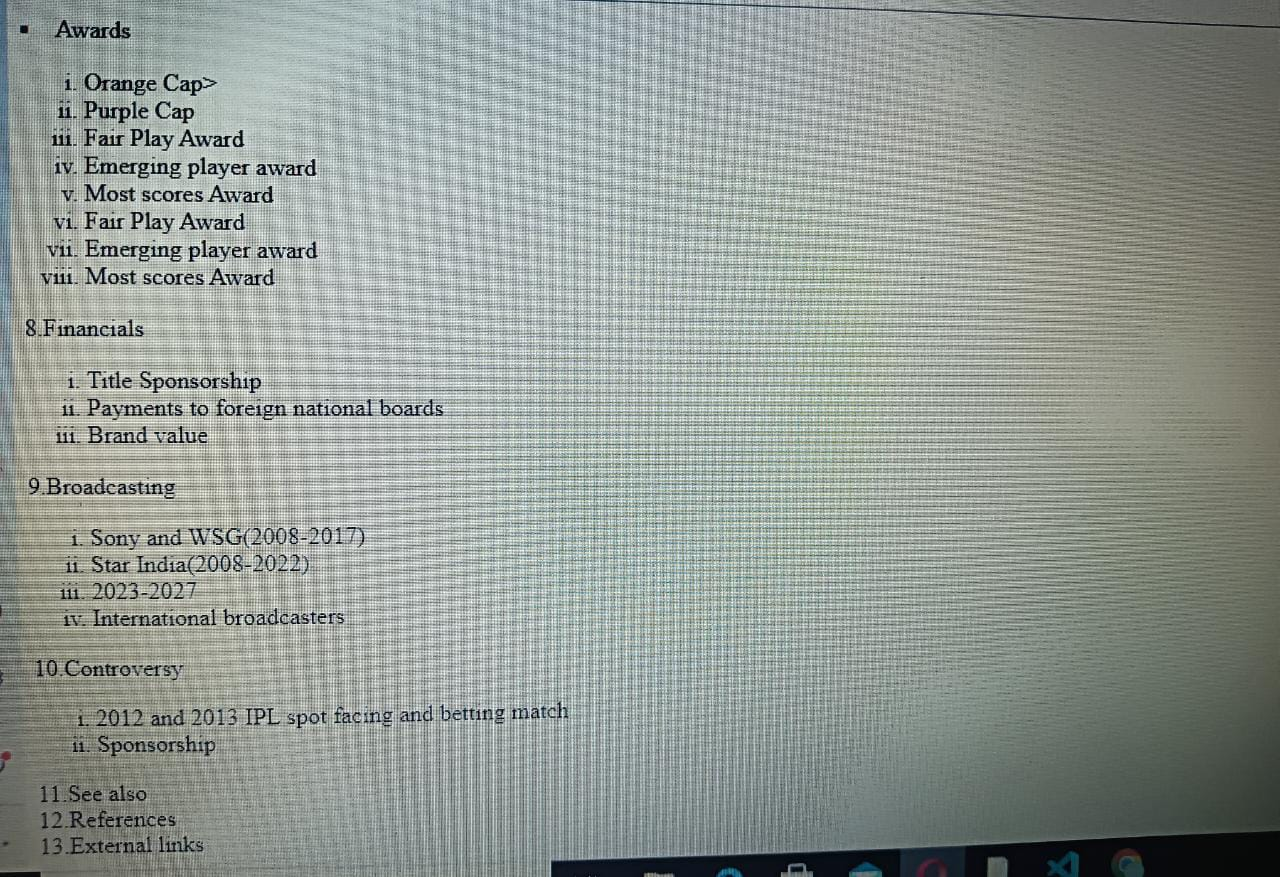 ▪ Awards
i. Orange Cap>
ii. Purple Cap
iii. Fair Play Award
iv. Emerging player award
v. Most scores Award
vi. Fair Play Award
vii. Emerging player award
viii. Most scores Award
8.Financials
i. Title Sponsorship
ii. Payments to foreign national boards
iii. Brand value
9.Broadcasting
i. Sony and WSG(2008-2017)
ii. Star India(2008-2022)
iii. 2023-2027
iv. International broadcasters
10.Controversy
i. 2012 and 2013 IPL spot facing and betting match
ii. Sponsorship
11.See also
12.References
13.External links